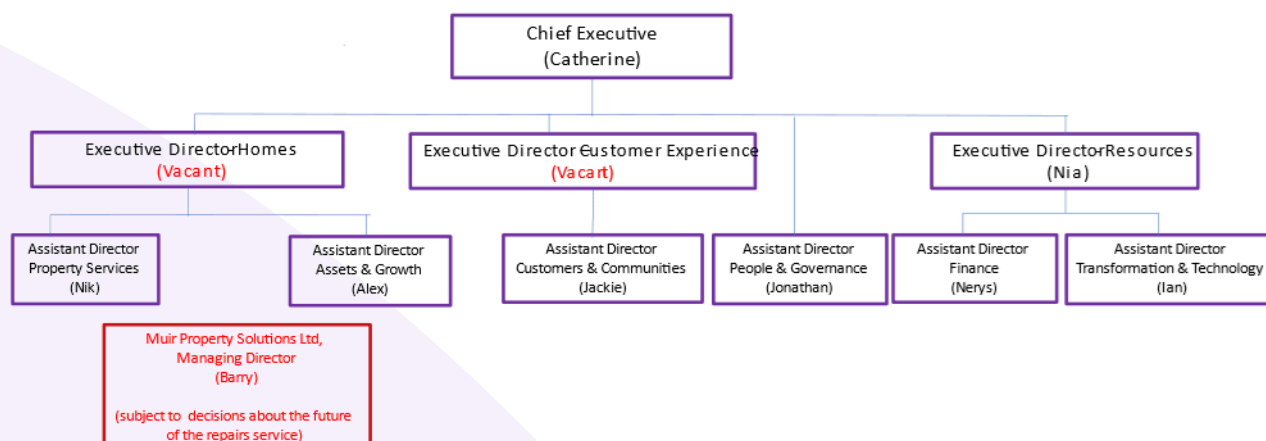 Chief Executive
(Catherine)
Executive Director-Homes
(Vacant)
Executive Director-Customer Experience
(Vacant)
Executive Director-Resources
(Nia)
Assistant Director
Property Services
(Nik)
Assistant Director
Assets & Growth
(Alex)
Assistant Director
Customers & Communities
(Jackie)
Assistant Director
People & Governance
(Jonathan)
Assistant Director
Finance
(Nerys)
Assistant Director
Transformation & Technology
(Ian)
Muir Property Solutions Ltd,
Managing Director
(Barry)
(subject to decisions about the future
of the repairs service)